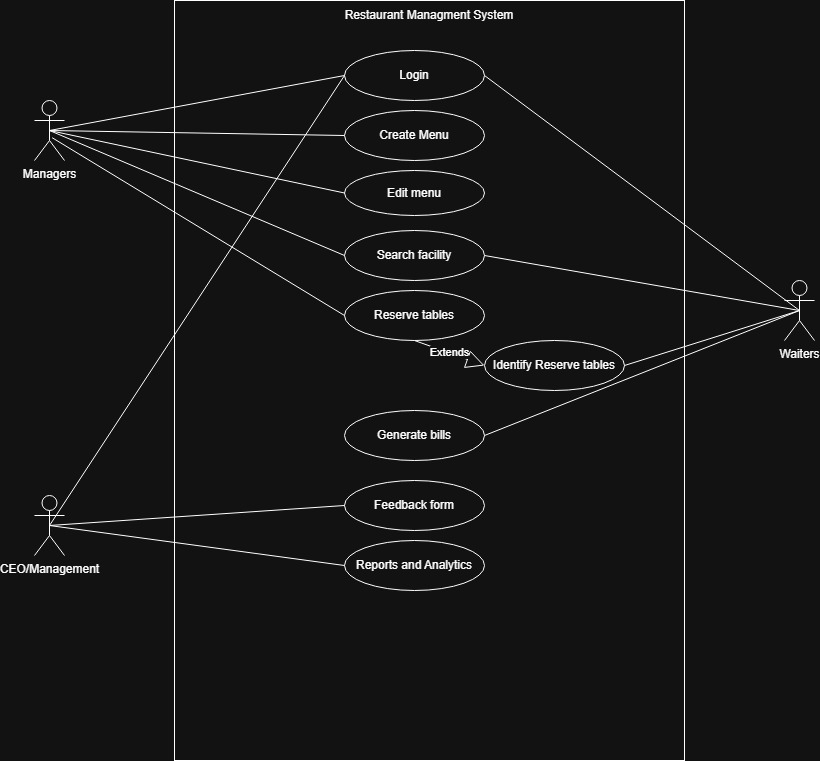 Restaurant Managment System
Login
Create Menu
Managers
Edit menu
Search facility
Reserve tables
Extends
Identify Reserve tables
Waiters
Generate bills
Feedback form
CEO/Management
Reports and Analytics